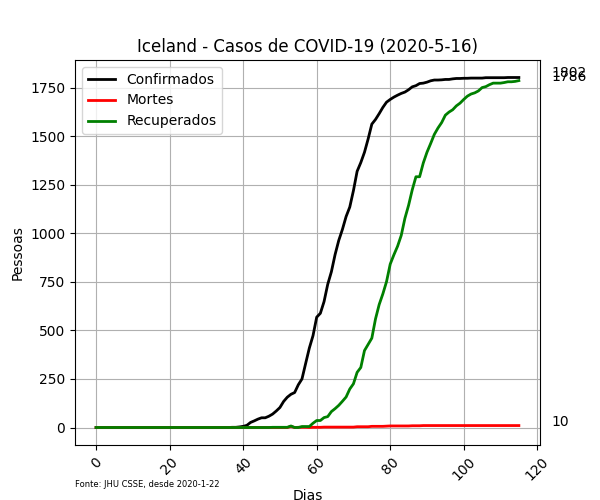 Iceland - Casos de COVID-19 (2020-5-16)
Confirmados
Mortes
Recuperados
1802
1786
10
Pessoas
1750
1500
1250
1000
750
500
250
0
0
20
40
60
80
100
120
Dias
Fonte: JHU CSSE, desde 2020-1-22